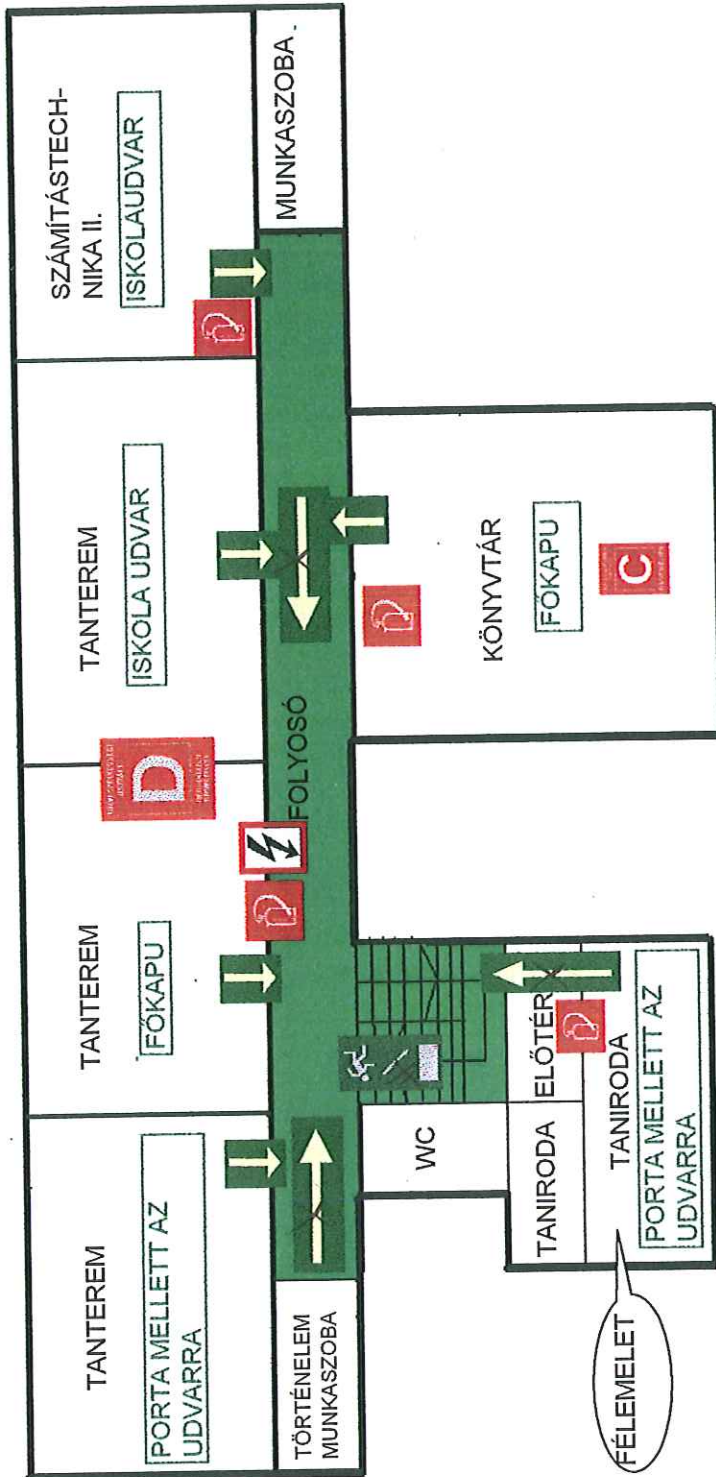 TANTEREM
PORTA MELLETT AZ
UDVARRA
TANTEREM
FŐKAPU
D
TANTEREM
ISKOLA UDVAR
SZÁMÍTÁSTECH-
NIKA II.
ISKOLAUDVAR
TÖRTÉNELEM
MUNKASZOBA
FOLYOSÓ
MUNKASZOBA.
WC
TANIRODA
ELŐTÉR
TANIRODA
PORTA MELLETT AZ
UDVARRA
FÉLEMELET
KÖNYVTÁR
FŐKAPU
C